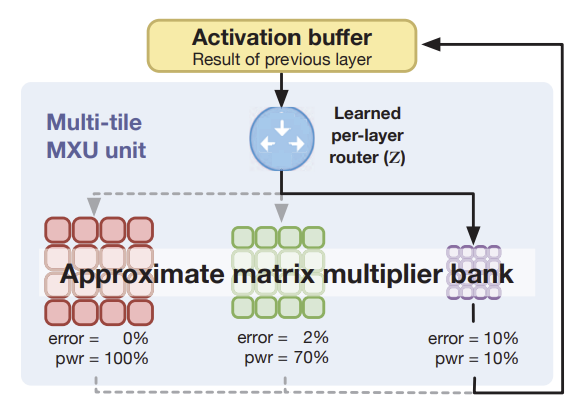 Activation buffer
Result of previous layer
Multi-tile
MXU unit
Learned
per-layer
router (Z)
Approximate matrix multiplier bank
error = 0%
pwr = 100%
error = 2%
pwr = 70%
error = 10%
pwr = 10%